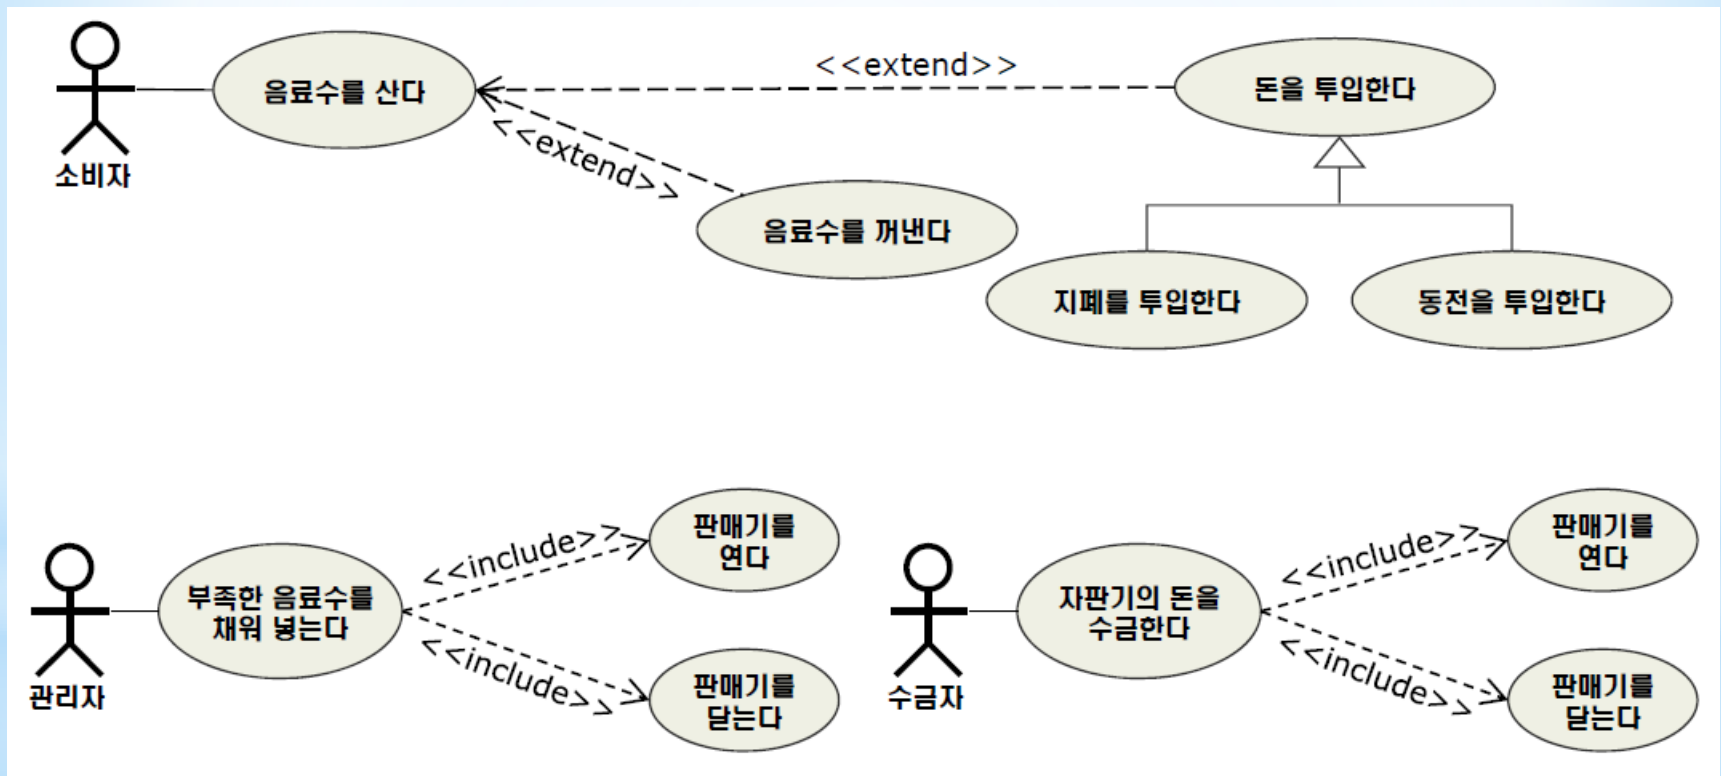 음료수를 산다
<<extend>>
돈을 투입한다
<<extend>>
소비자
음료수를 꺼낸다
지폐를 투입한다
동전을 투입한다
부족한 음료수를
채워 넣는다
<<include>>
판매기를
연다
<<include>>
판매기를
닫는다
관리자
자판기의 돈을
수금한다
<<include>>
판매기를
연다
<<include>>
판매기를
닫는다
수금자